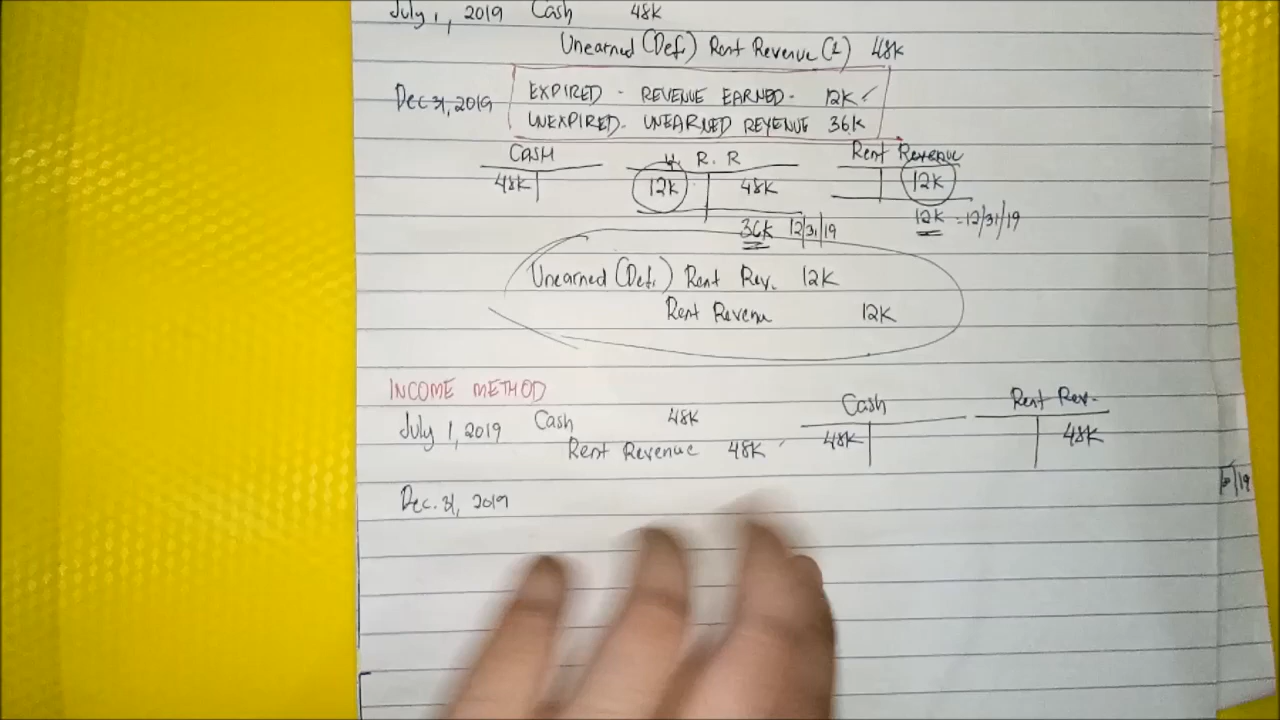 July 1, 2019 Cash 48K
Unearned (Def.) Rent Revenue (L) 48K
Dec 31, 2019
EXPIRED - REVENUE EARNED - 12K ✓
UNEXPIRED - UNEARNED REVENUE 36K
CASH U. R. R Rent Revenue
48K 12K 48K 12K
36K 12/31/19 12K - 12/31/19
Unearned (Def.) Rent Rev. 12K
Rent Revenu 12K
INCOME METHOD
July 1, 2019 Cash 48K
Rent Revenue 48K
Cash Rent Rev.
48K 48K
Dec. 31, 2019